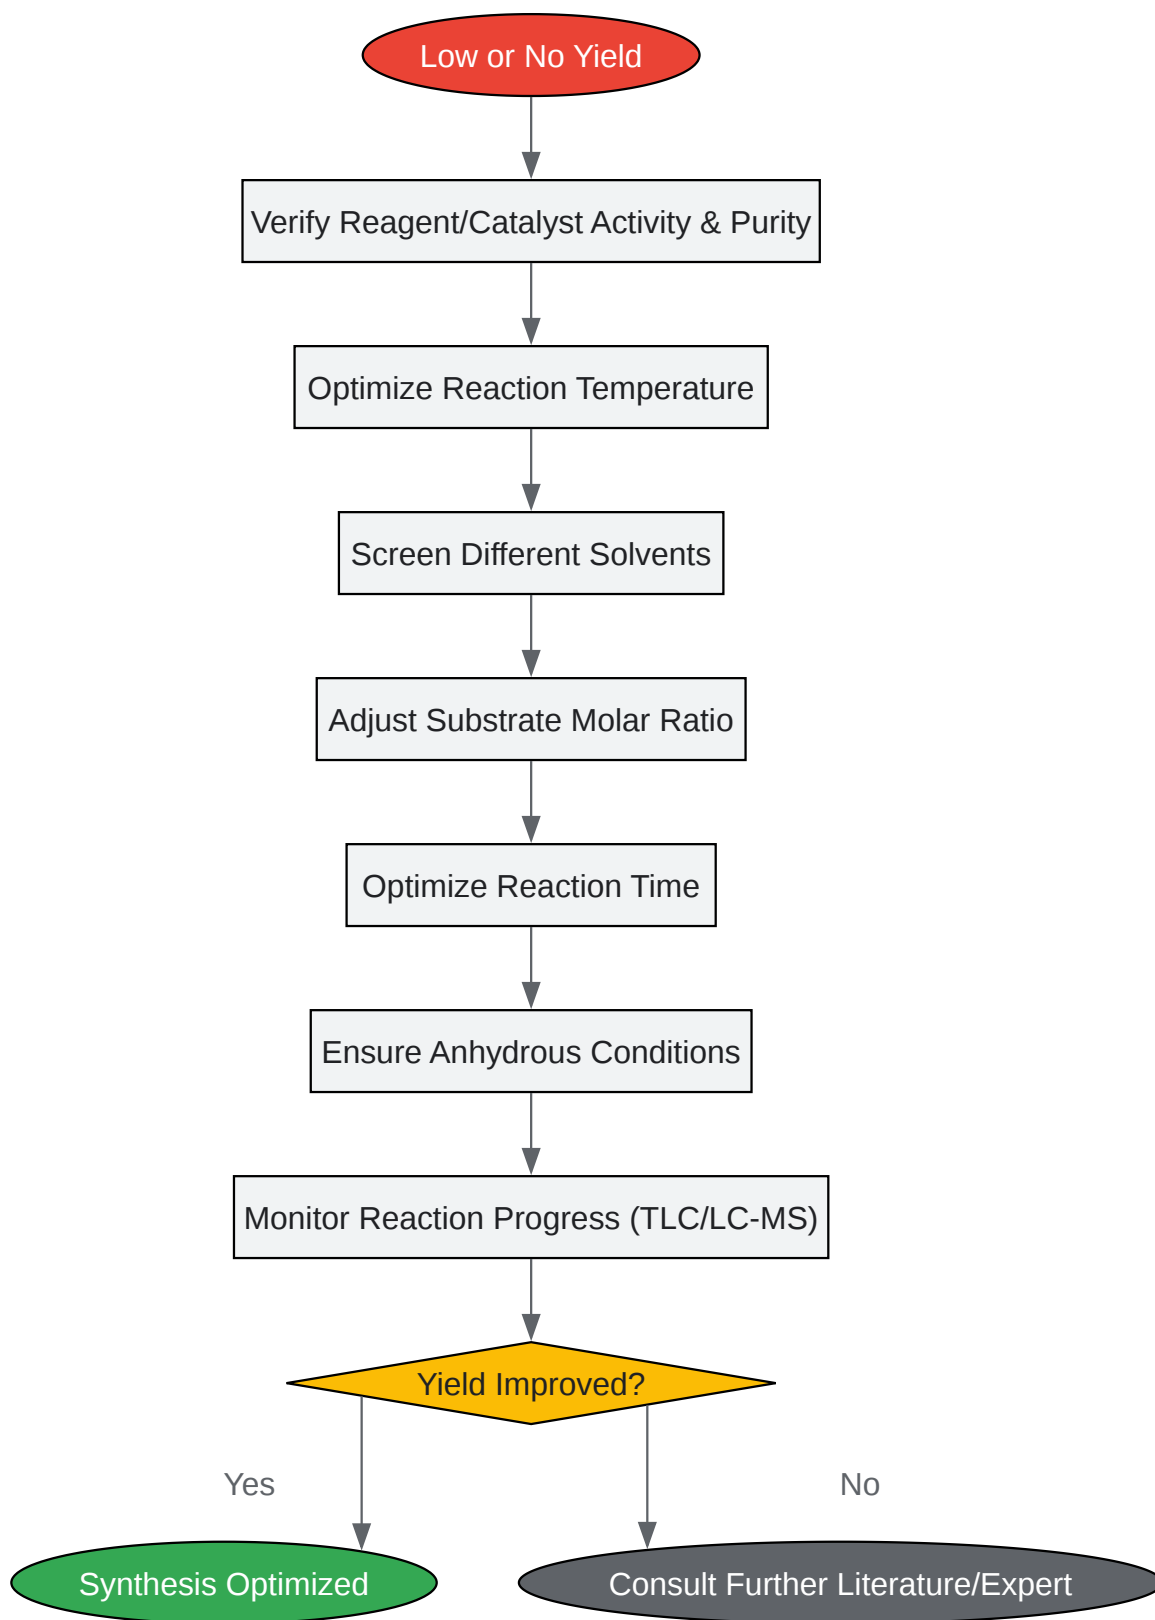 Low or No Yield
Verify Reagent/Catalyst Activity & Purity
Optimize Reaction Temperature
Screen Different Solvents
Adjust Substrate Molar Ratio
Optimize Reaction Time
Ensure Anhydrous Conditions
Monitor Reaction Progress (TLC/LC-MS)
Yield Improved?
Yes
No
Synthesis Optimized
Consult Further Literature/Expert